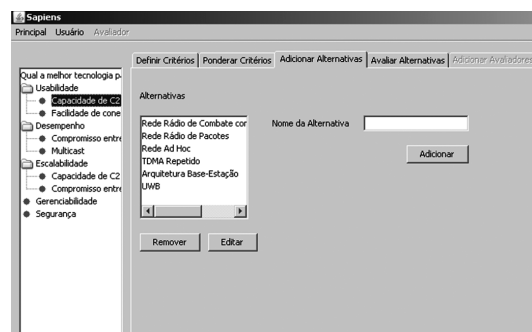 Sapiens
Principal Usuário Avaliador
Definir Critérios Ponderar Critérios Adicionar Alternativas Avaliar Alternativas Adicionar Avaliadores
Qual a melhor tecnologia
Usabilidade
Capacidade de C2
Facilidade de cone
Desempenho
Compromisso entre
Multicast
Escalabilidade
Capacidade de C2
Compromisso entre
Gerenciabilidade
Segurança
Alternativas
Rede Rádio de Combate cor
Rede Rádio de Pacotes
Rede Ad Hoc
TDMA Repetido
Arquitetura Base-Estação
UWB
Nome da Alternativa
Adicionar
Remover Editar